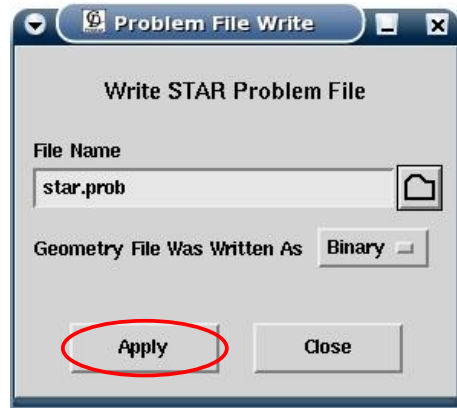 Problem File Write
Write STAR Problem File
File Name
star.prob
Geometry File Was Written As Binary
Apply Close